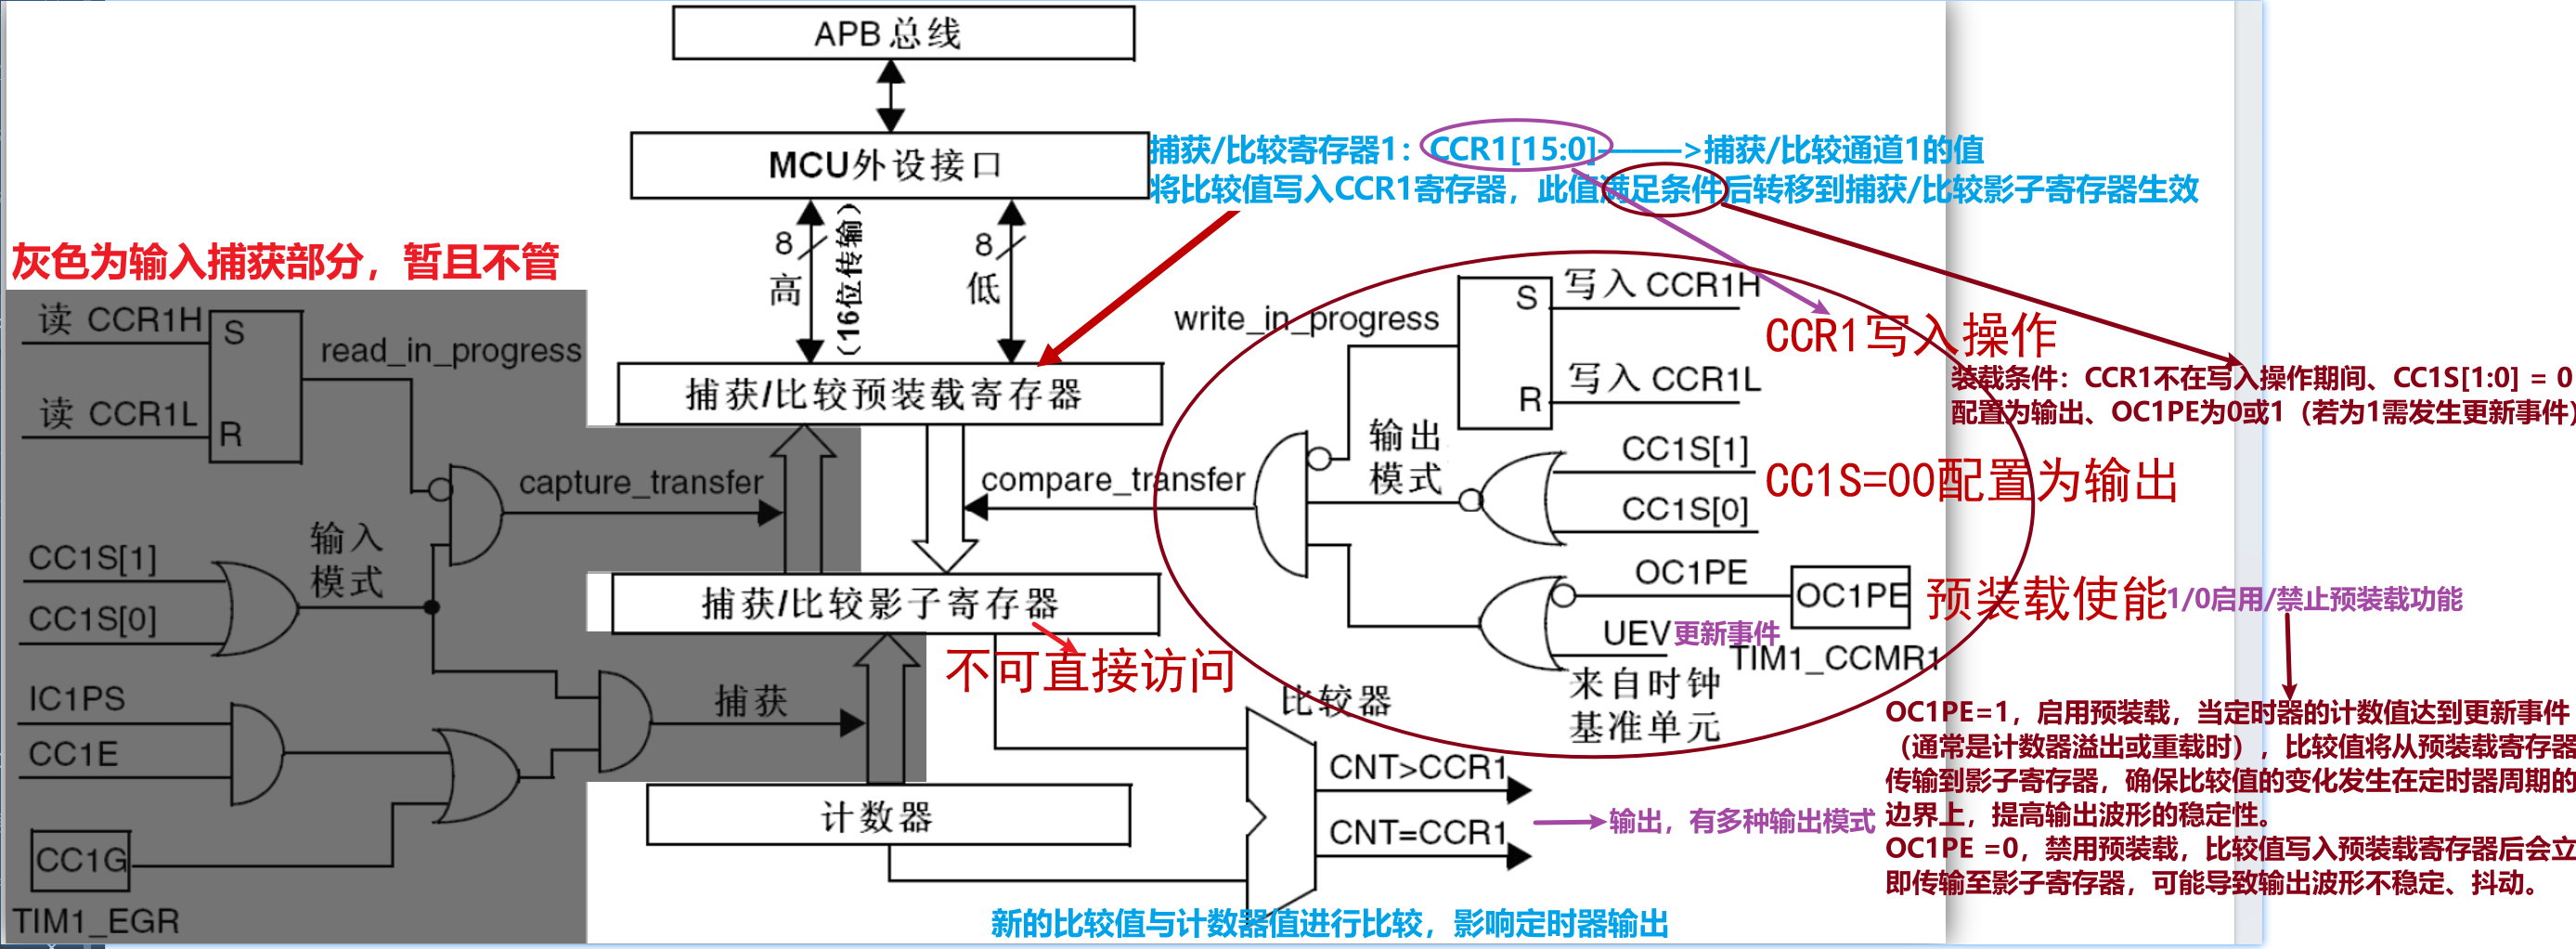 APB 总线
MCU外设接口
捕获/比较寄存器1：CCR1[15:0]———>捕获/比较通道1的值
将比较值写入CCR1寄存器，此值满足条件后转移到捕获/比较影子寄存器生效
8
高
(16位传输)
8
低
灰色为输入捕获部分，暂且不管
读 CCR1H
S
read_in_progress
读 CCR1L
R
write_in_progress
S
写入 CCR1H
CCR1写入操作
R
写入 CCR1L
装载条件：CCR1不在写入操作期间、CC1S[1:0] = 0
配置为输出、OC1PE为0或1（若为1需发生更新事件）
捕获/比较预装载寄存器
capture_transfer
compare_transfer
输出
模式
CC1S[1]
CC1S[0]
CC1S=00配置为输出
输入
模式
CC1S[1]
CC1S[0]
捕获/比较影子寄存器
不可直接访问
OC1PE
OC1PE
预装载使能1/0启用/禁止预装载功能
UEV更新事件
TIM1_CCMR1
来自时钟
基准单元
IC1PS
CC1E
捕获
比较器
CNT>CCR1
CNT=CCR1
输出，有多种输出模式
计数器
CC1G
TIM1_EGR
OC1PE=1，启用预装载，当定时器的计数值达到更新事件
（通常是计数器溢出或重载时），比较值将从预装载寄存器
传输到影子寄存器，确保比较值的变化发生在定时器周期的
边界上，提高输出波形的稳定性。
OC1PE =0，禁用预装载，比较值写入预装载寄存器后会立
即传输至影子寄存器，可能导致输出波形不稳定、抖动。
新的比较值与计数器值进行比较，影响定时器输出